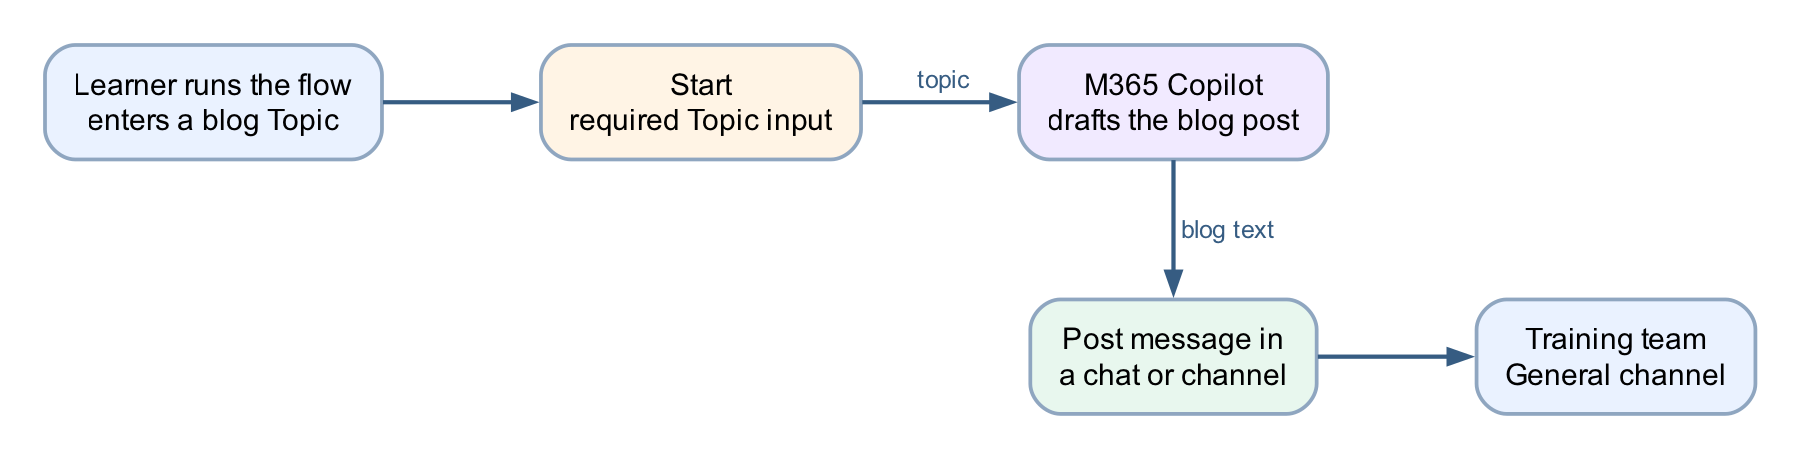 Learner runs the flow
enters a blog Topic
Start
required Topic input
topic
M365 Copilot
drafts the blog post
blog text
Post message in
a chat or channel
Training team
General channel